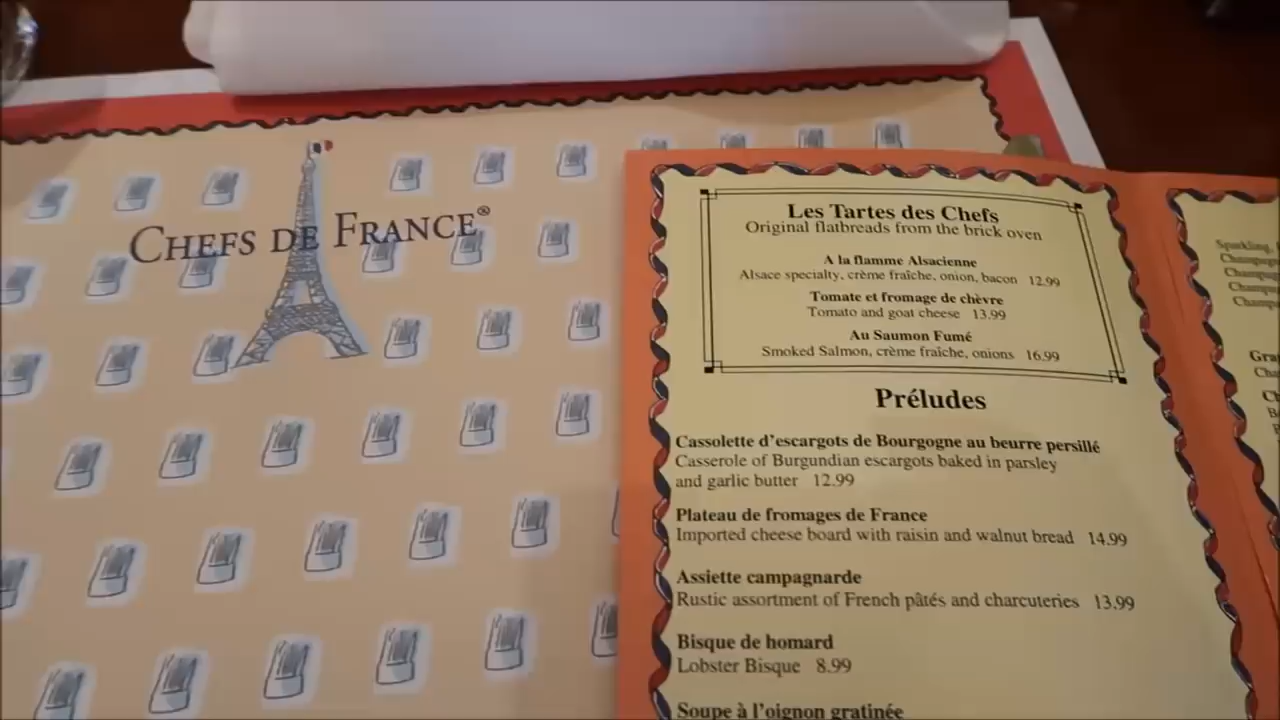 CHEFS DE FRANCE®
Les Tartes des Chefs
Original flatbreads from the brick oven
A la flamme Alsacienne
Alsace specialty, crème fraîche, onion, bacon 12.99
Tomate et fromage de chèvre
Tomato and goat cheese 13.99
Au Saumon Fumé
Smoked Salmon, crème fraîche, onions 16.99
Préludes
Cassolette d'escargots de Bourgogne au beurre persillé
Casserole of Burgundian escargots baked in parsley
and garlic butter 12.99
Plateau de fromages de France
Imported cheese board with raisin and walnut bread 14.99
Assiette campagnarde
Rustic assortment of French pâtés and charcuteries 13.99
Bisque de homard
Lobster Bisque 8.99
Soupe à l'oignon gratinée
Sparkling,